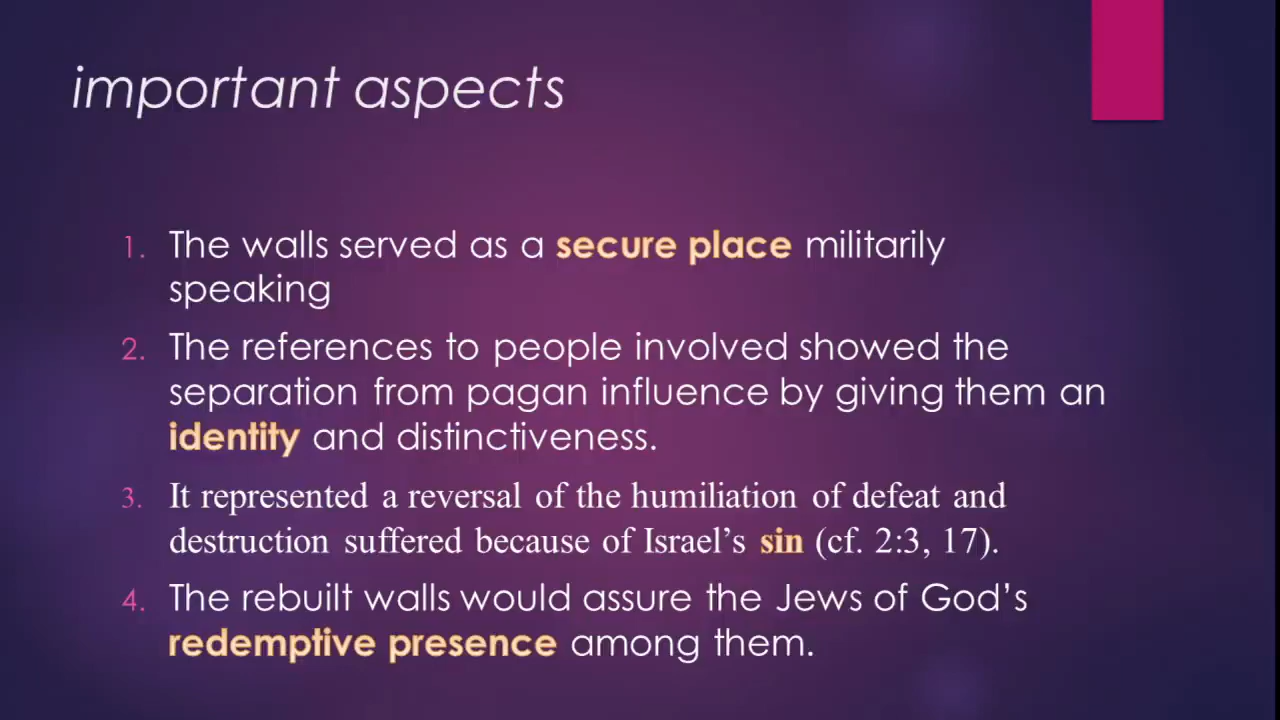 important aspects
1. The walls served as a secure place militarily
speaking
2. The references to people involved showed the
separation from pagan influence by giving them an
identity and distinctiveness.
3. It represented a reversal of the humiliation of defeat and
destruction suffered because of Israel’s sin (cf. 2:3, 17).
4. The rebuilt walls would assure the Jews of God’s
redemptive presence among them.